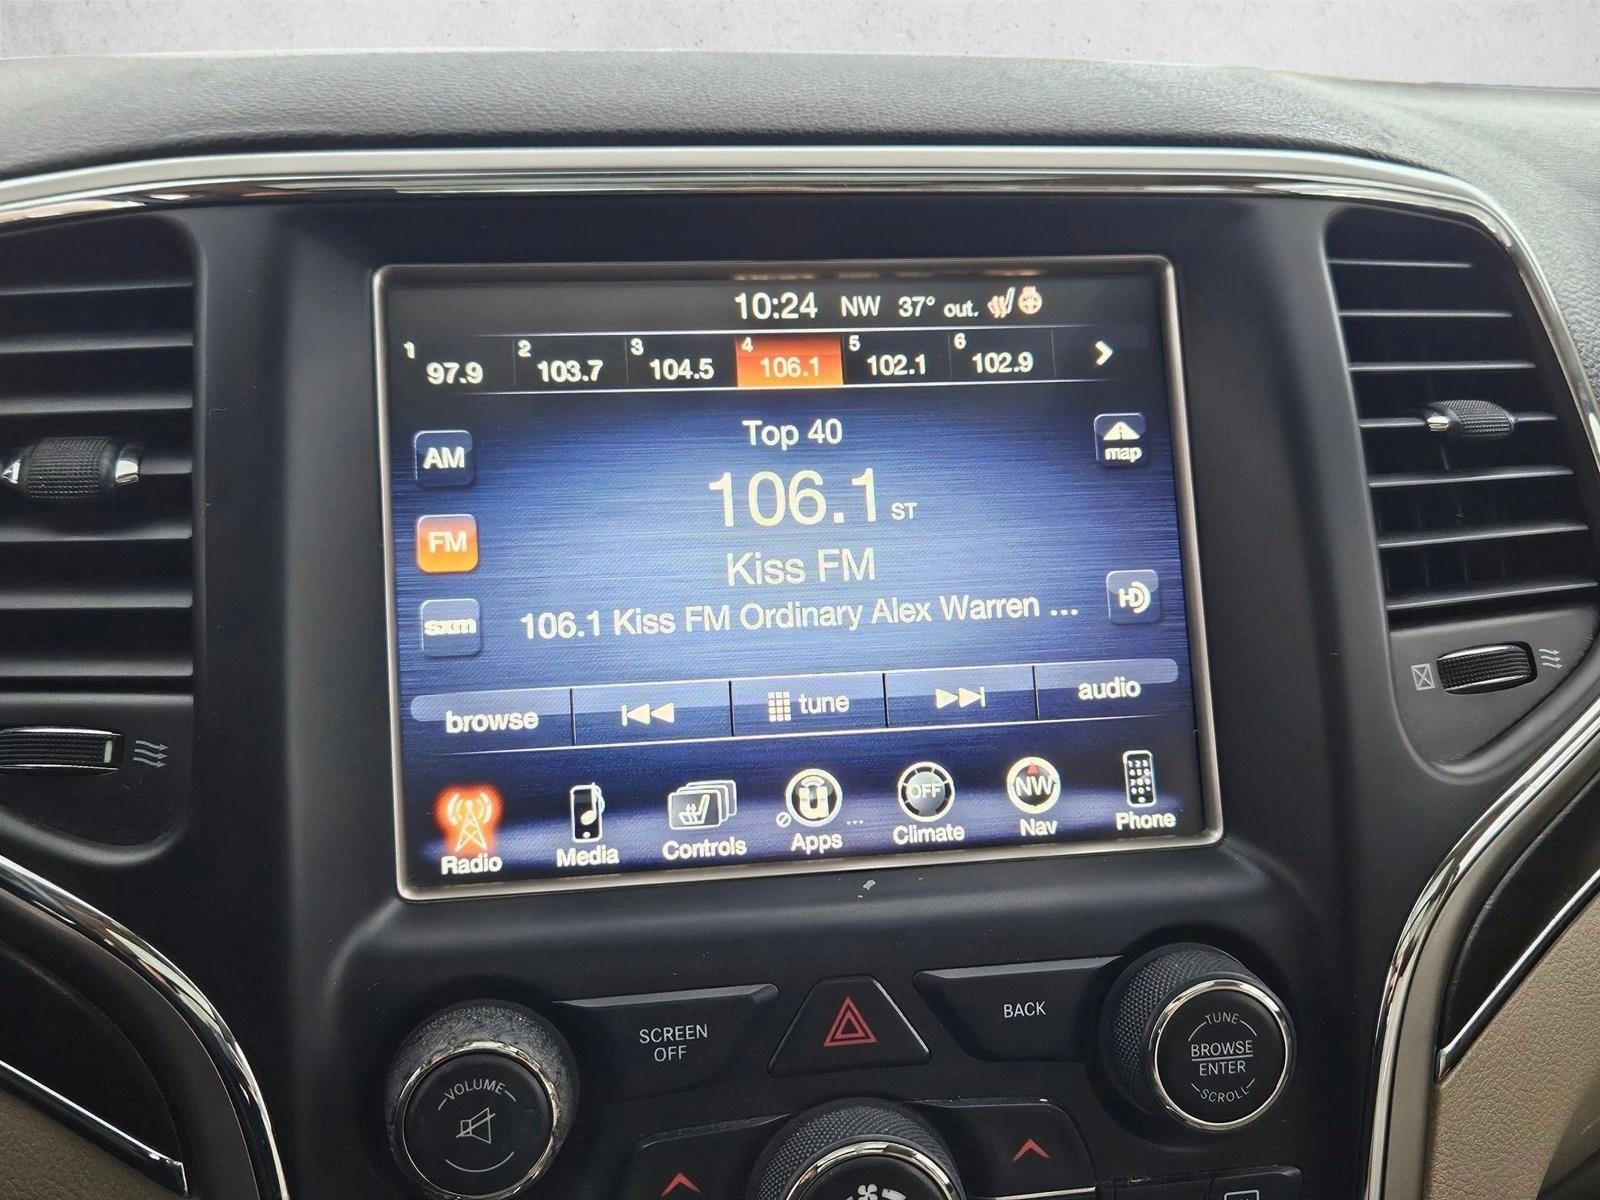 10:24 NW 37° out.
1 97.9 2 103.7 3 104.5 4 106.1 5 102.1 6 102.9
Top 40
AM
map
106.1 ST
FM
Kiss FM
HD
sxm
106.1 Kiss FM Ordinary Alex Warren ...
browse tune audio
OFF NW
Radio Media Controls Apps ... Climate Nav Phone
SCREEN
OFF
BACK
TUNE
BROWSE
ENTER
SCROLL
VOLUME